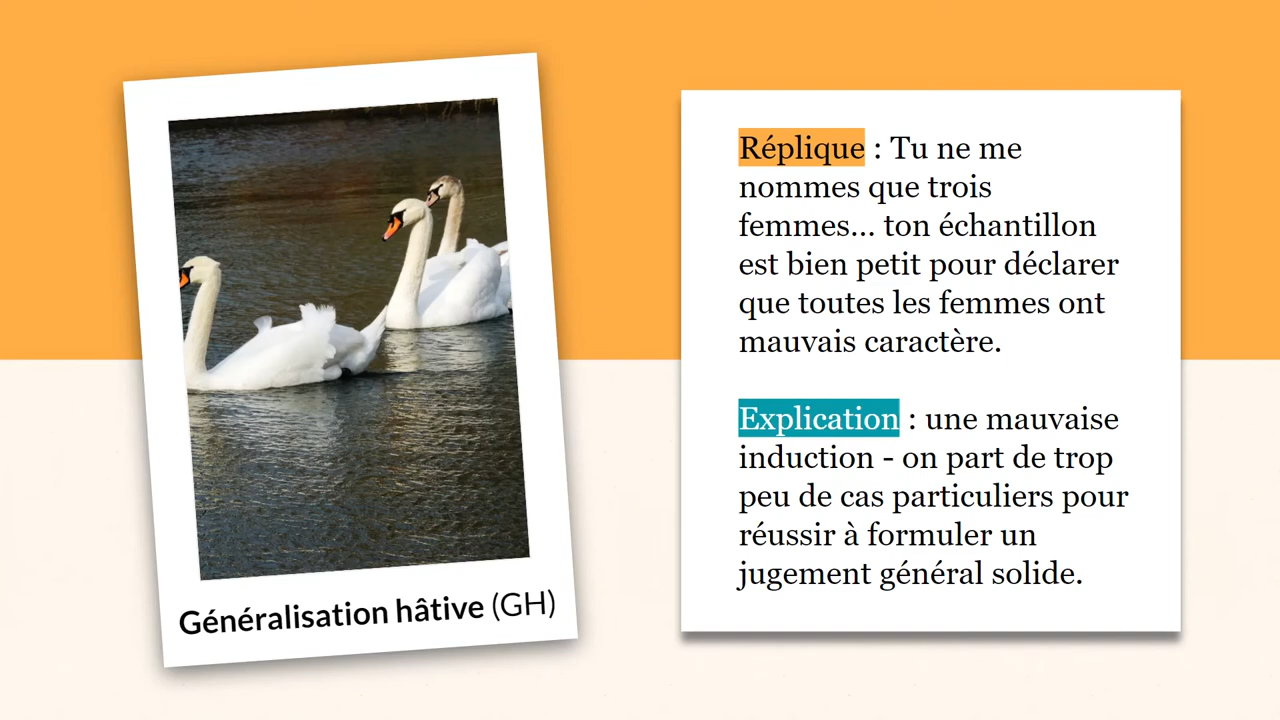 Généralisation hâtive (GH)
Réplique : Tu ne me
nommes que trois
femmes... ton échantillon
est bien petit pour déclarer
que toutes les femmes ont
mauvais caractère.
Explication : une mauvaise
induction - on part de trop
peu de cas particuliers pour
réussir à formuler un
jugement général solide.